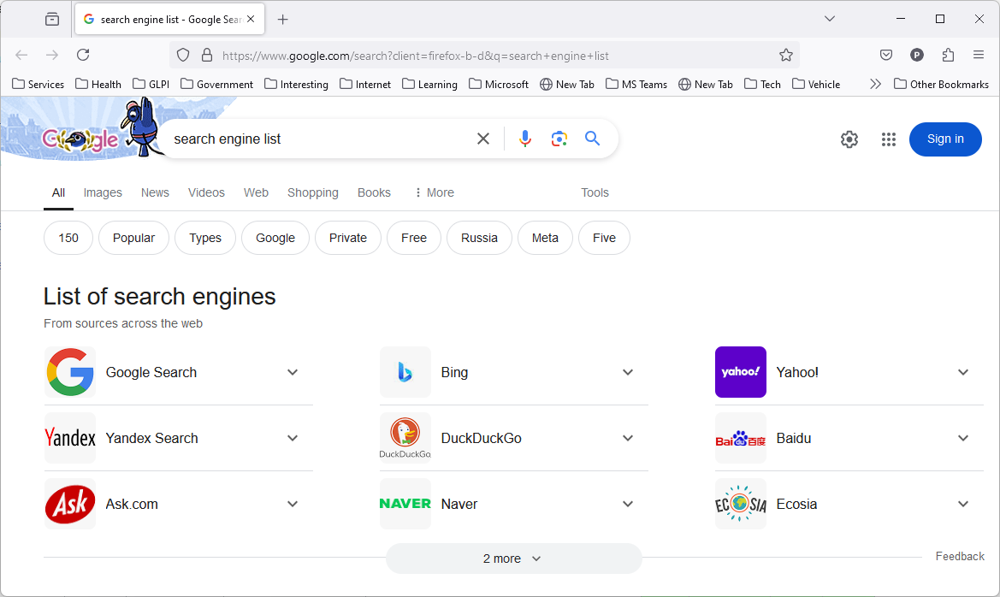 search engine list - Google Sear
https://www.google.com/search?client=firefox-b-d&q=search+engine+list
P
Services Health GLPI Government Interesting Internet Learning Microsoft New Tab MS Teams New Tab Tech Vehicle Other Bookmarks
Google search engine list Sign in
All Images News Videos Web Shopping Books More Tools
150 Popular Types Google Private Free Russia Meta Five
List of search engines
From sources across the web
G Google Search b Bing yahoo! Yahoo!
Yandex Yandex Search DuckDuckGo DuckDuckGo Bai du 百度 Baidu
Ask Ask.com NAVER Naver ECOSIA Ecosia
2 more
Feedback